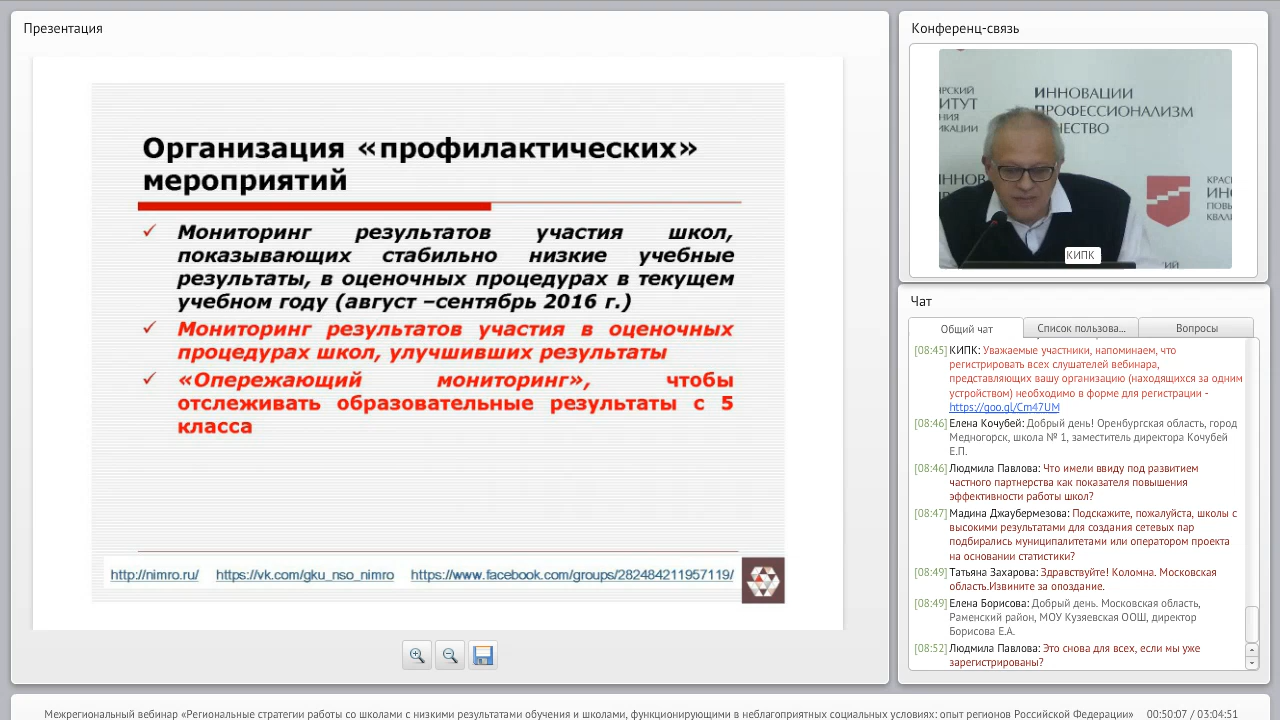 Презентация
Организация «профилактических»
мероприятий
Мониторинг результатов участия школ,
показывающих стабильно низкие учебные
результаты, в оценочных процедурах в текущем
учебном году (август –сентябрь 2016 г.)
Мониторинг результатов участия в оценочных
процедурах школ, улучшивших результаты
«Опережающий мониторинг», чтобы
отслеживать образовательные результаты с 5
класса
http://nimro.ru/ https://vk.com/gku_nso_nimro https://www.facebook.com/groups/282484211957119/
Конференц-связь
ИННОВАЦИИ
ПРОФЕССИОНАЛИЗМ
КИПК
Чат
Общий чат
Список пользова...
Вопросы
[08:45] КИПК: Уважаемые участники, напоминаем, что
регистрировать всех слушателей вебинара,
представляющих вашу организацию (находящихся за одним
устройством) необходимо в форме для регистрации -
https://goo.gl/Cm47UM
[08:46] Елена Кочубей: Добрый день! Оренбургская область, город
Медногорск, школа № 1, заместитель директора Кочубей
Е.П.
[08:46] Людмила Павлова: Что имели ввиду под развитием
частного партнерства как показателя повышения
эффективности работы школ?
[08:47] Мадина Джаубермезова: Подскажите, пожалуйста, школы с
высокими результатами для создания сетевых пар
подбирались муниципалитетами или оператором проекта
на основании статистики?
[08:49] Татьяна Захарова: Здравствуйте! Коломна. Московская
область.Извините за опоздание.
[08:49] Елена Борисова: Добрый день. Московская область,
Раменский район, МОУ Кузяевская ООШ, директор
Борисова Е.А.
[08:52] Людмила Павлова: Это снова для всех, если мы уже
зарегистрированы?
Межрегиональный вебинар «Региональные стратегии работы со школами с низкими результатами обучения и школами, функционирующими в неблагоприятных социальных условиях: опыт регионов Российской Федерации» 00:50:07 / 03:04:51